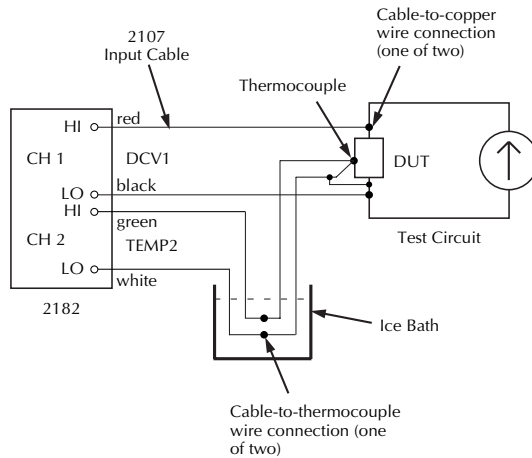 Cable-to-copper
wire connection
(one of two)
2107
Input Cable
Thermocouple
HI
red
CH 1
DCV1
DUT
LO
black
HI
green
CH 2
TEMP2
Test Circuit
LO
white
2182
Ice Bath
Cable-to-thermocouple
wire connection (one
of two)